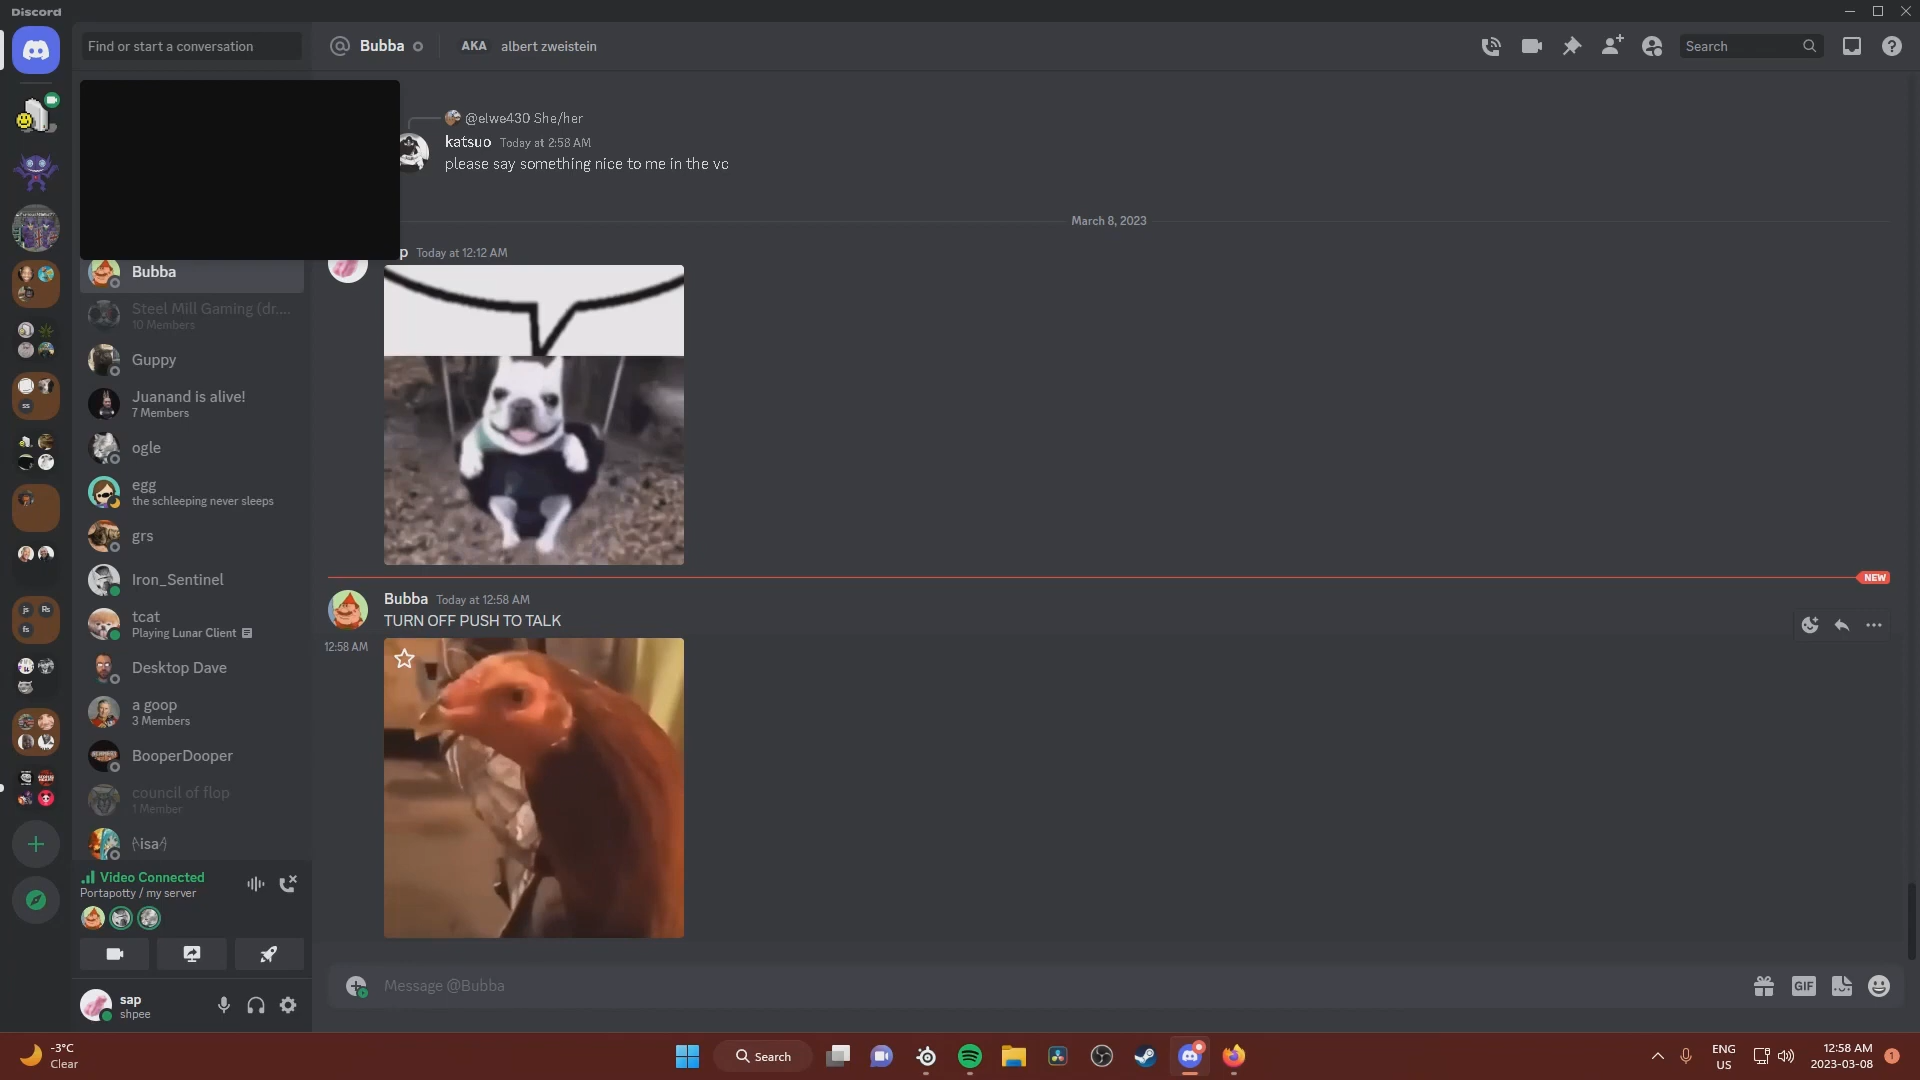 Discord
Find or start a conversation
Bubba
AKA albert zweistein
Search
@elwe430 She/her
katsuo Today at 2:58 AM
please say something nice to me in the vc
March 8, 2023
p Today at 12:12 AM
Bubba
Steel Mill Gaming (dr....
10 Members
Guppy
Juanand is alive!
7 Members
ogle
egg
the schleeping never sleeps
grs
Iron_Sentinel
tcat
Playing Lunar Client
Desktop Dave
a goop
3 Members
BooperDooper
council of flop
1 Member
NEW
Bubba Today at 12:58 AM
TURN OFF PUSH TO TALK
12:58 AM
ss
js
Rs
fs
Video Connected
Portapotty / my server
sap
shpee
Message @Bubba
GIF
-3°C
Clear
Search
ENG
US
12:58 AM
2023-03-08
1